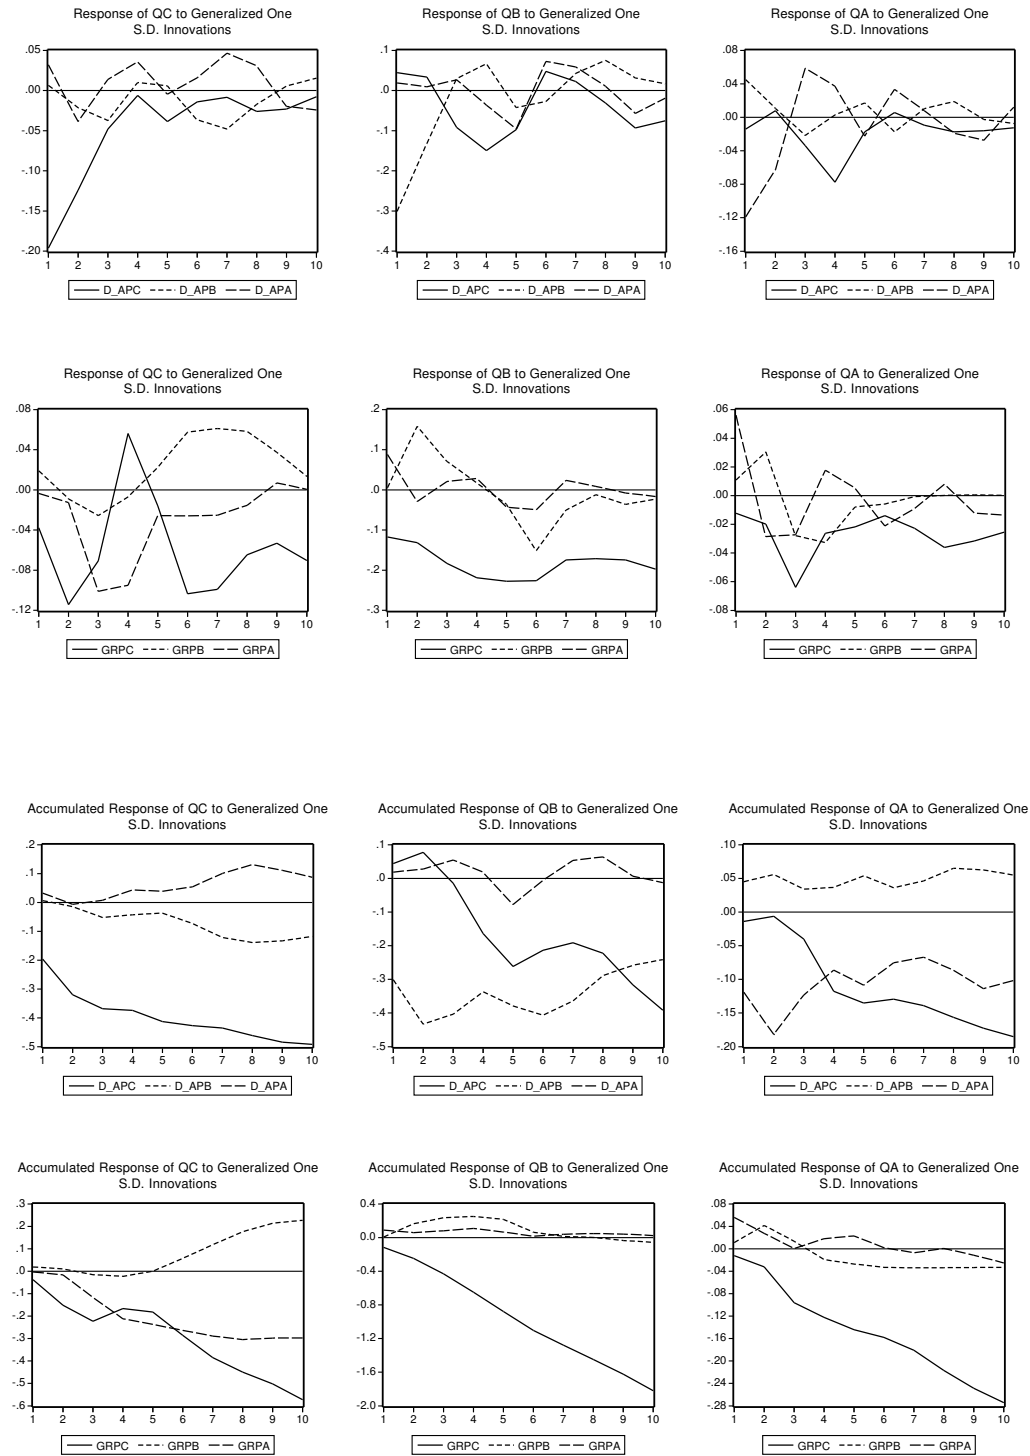 Response of QC to Generalized One
S.D. Innovations
.05
.00
-.05
-.10
-.15
-.20
1 2 3 4 5 6 7 8 9 10
D_APC D_APB D_APA
Response of QB to Generalized One
S.D. Innovations
.1
.0
-.1
-.2
-.3
-.4
1 2 3 4 5 6 7 8 9 10
D_APC D_APB D_APA
Response of QA to Generalized One
S.D. Innovations
.08
.04
.00
-.04
-.08
-.12
-.16
1 2 3 4 5 6 7 8 9 10
D_APC D_APB D_APA
Response of QC to Generalized One
S.D. Innovations
.08
.04
.00
-.04
-.08
-.12
1 2 3 4 5 6 7 8 9 10
GRPC GRPB GRPA
Response of QB to Generalized One
S.D. Innovations
.2
.1
.0
-.1
-.2
-.3
1 2 3 4 5 6 7 8 9 10
GRPC GRPB GRPA
Response of QA to Generalized One
S.D. Innovations
.06
.04
.02
.00
-.02
-.04
-.06
-.08
1 2 3 4 5 6 7 8 9 10
GRPC GRPB GRPA
Accumulated Response of QC to Generalized One
S.D. Innovations
.2
.1
.0
-.1
-.2
-.3
-.4
-.5
1 2 3 4 5 6 7 8 9 10
D_APC D_APB D_APA
Accumulated Response of QB to Generalized One
S.D. Innovations
.1
.0
-.1
-.2
-.3
-.4
-.5
1 2 3 4 5 6 7 8 9 10
D_APC D_APB D_APA
Accumulated Response of QA to Generalized One
S.D. Innovations
.10
.05
.00
-.05
-.10
-.15
-.20
1 2 3 4 5 6 7 8 9 10
D_APC D_APB D_APA
Accumulated Response of QC to Generalized One
S.D. Innovations
.3
.2
.1
.0
-.1
-.2
-.3
-.4
-.5
-.6
1 2 3 4 5 6 7 8 9 10
GRPC GRPB GRPA
Accumulated Response of QB to Generalized One
S.D. Innovations
0.4
0.0
-0.4
-0.8
-1.2
-1.6
-2.0
1 2 3 4 5 6 7 8 9 10
GRPC GRPB GRPA
Accumulated Response of QA to Generalized One
S.D. Innovations
.08
.04
.00
-.04
-.08
-.12
-.16
-.20
-.24
-.28
1 2 3 4 5 6 7 8 9 10
GRPC GRPB GRPA